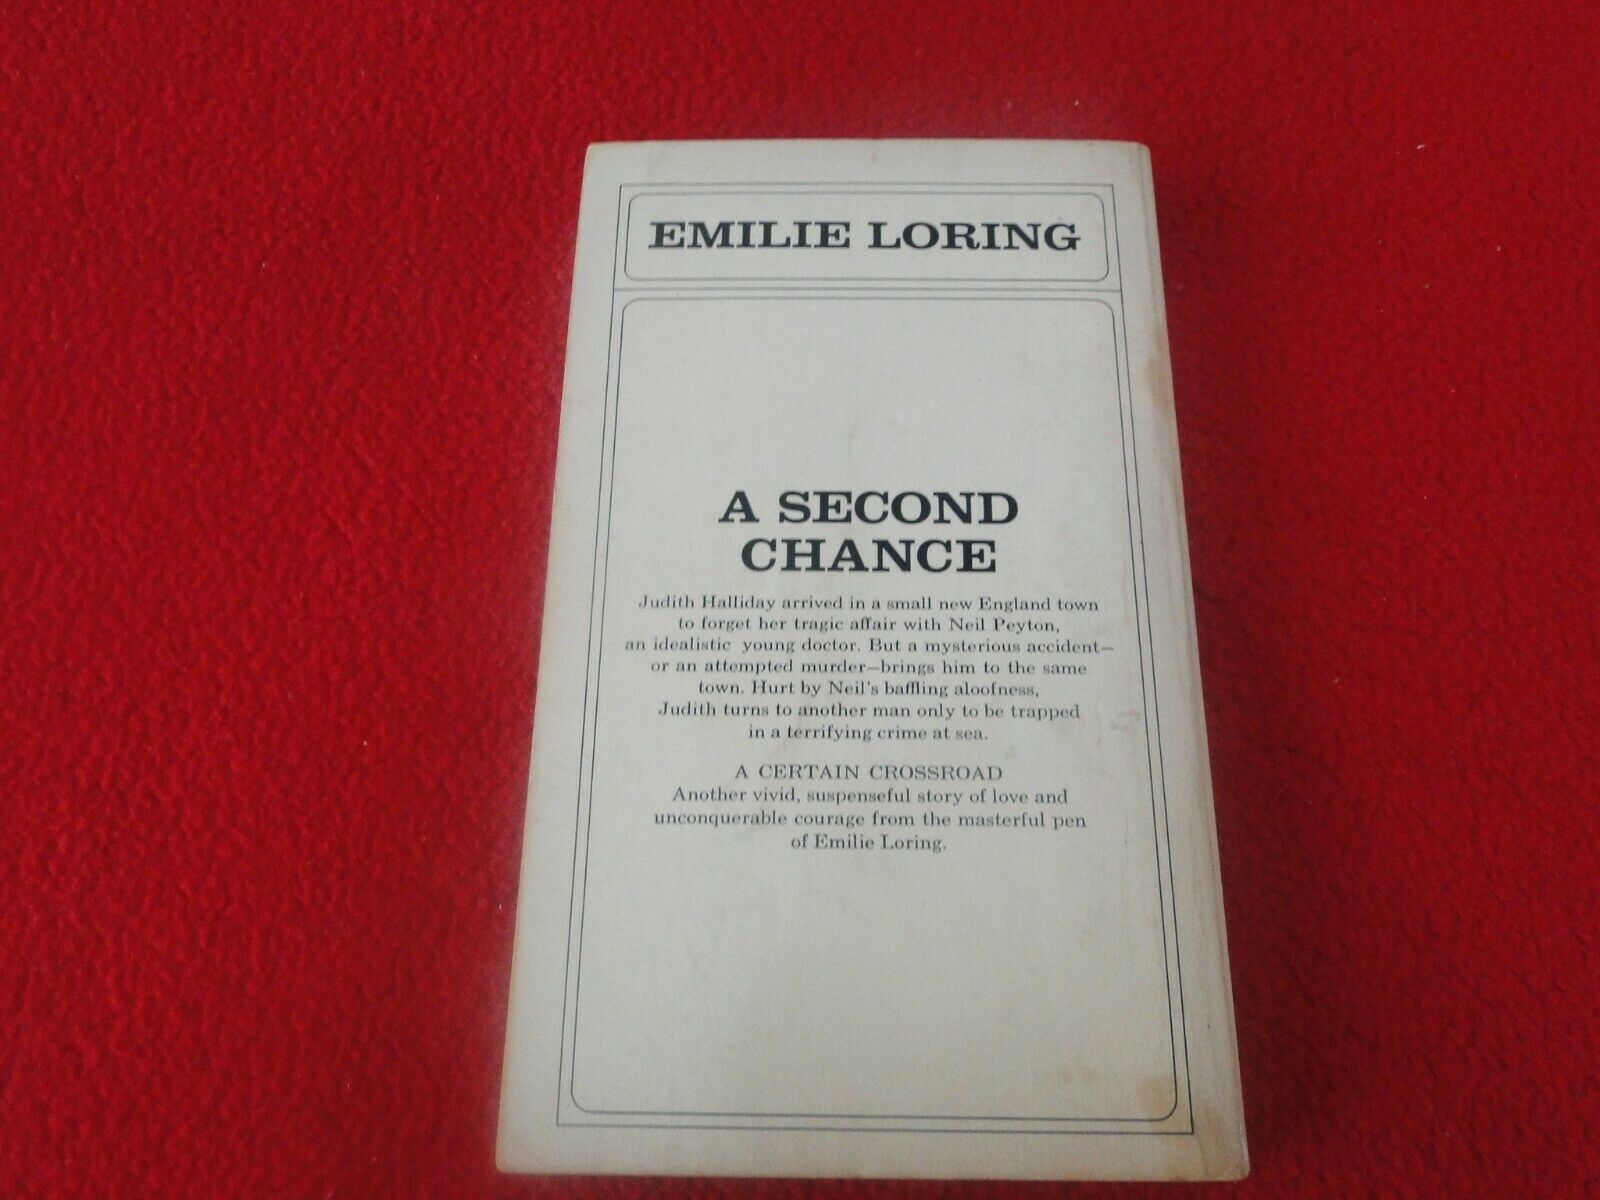 EMILIE LORING
A SECOND
CHANCE
Judith Halliday arrived in a small new England town
to forget her tragic affair with Neil Peyton,
an idealistic young doctor. But a mysterious accident—
or an attempted murder—brings him to the same
town. Hurt by Neil's baffling aloofness,
Judith turns to another man only to be trapped
in a terrifying crime at sea.
A CERTAIN CROSSROAD
Another vivid, suspenseful story of love and
unconquerable courage from the masterful pen
of Emilie Loring.